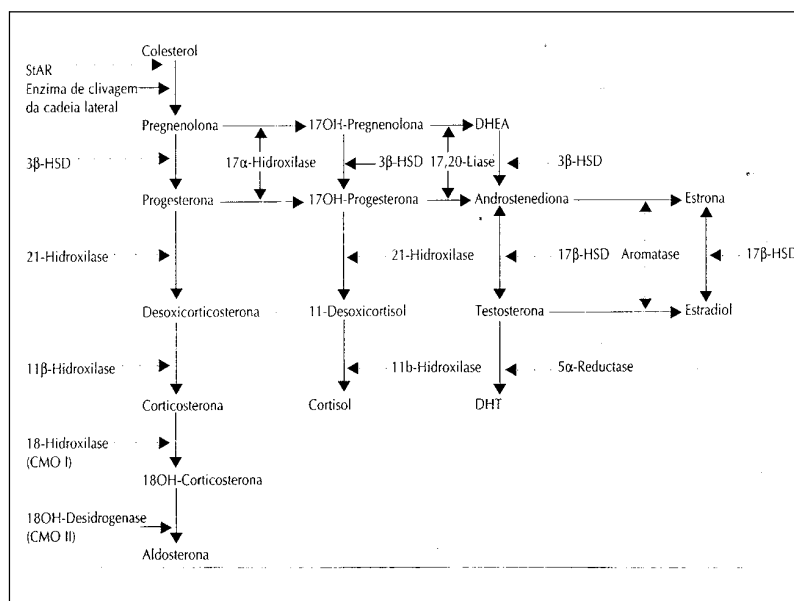 Colesterol
StAR
Enzima de clivagem
da cadeia lateral
Pregnenolona 17OH-Pregnenolona DHEA
3β-HSD 17α-Hidroxilase 3β-HSD 17,20-Liase 3β-HSD
Progesterona 17OH-Progesterona Androstenediona Estrona
21-Hidroxilase 21-Hidroxilase 17β-HSD Aromatase 17β-HSD
Desoxicorticosterona 11-Desoxicortisol Testosterona Estradiol
11β-Hidroxilase 11b-Hidroxilase 5α-Reductase
Corticosterona Cortisol DHT
18-Hidroxilase
(CMO I)
18OH-Corticosterona
18OH-Desidrogenase
(CMO II)
Aldosterona